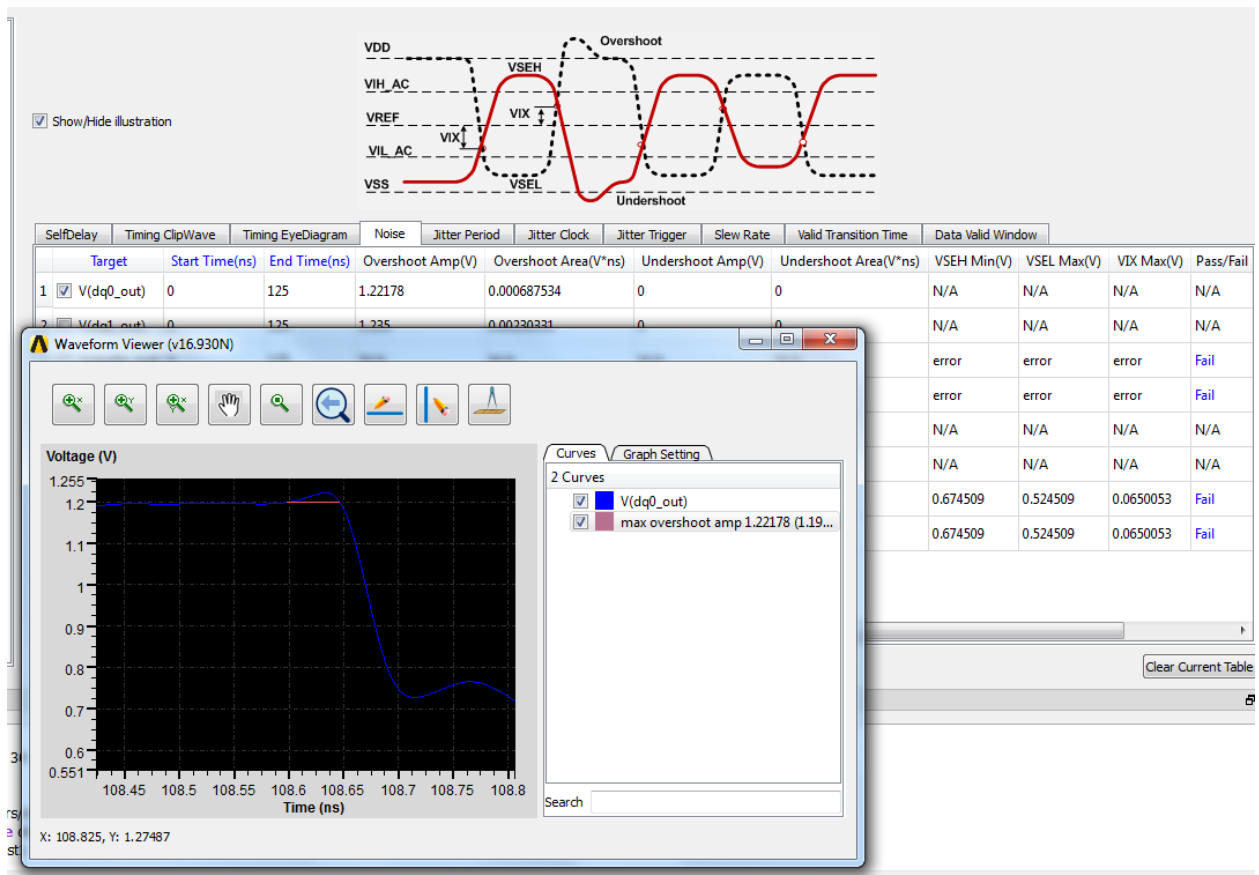 VDD
Overshoot
VSEH
VIH_AC
VREF
VIX
VIX
VIL_AC
VSS
VSEL
Undershoot
Show/Hide illustration
SelfDelay Timing ClipWave Timing EyeDiagram Noise Jitter Period Jitter Clock Jitter Trigger Slew Rate Valid Transition Time Data Valid Window
Target Start Time(ns) End Time(ns) Overshoot Amp(V) Overshoot Area(V*ns) Undershoot Amp(V) Undershoot Area(V*ns) VSEH Min(V) VSEL Max(V) VIX Max(V) Pass/Fail
1 V(dq0_out) 0 125 1.22178 0.000687534 0 0 N/A N/A N/A N/A
2 V(dq1_out) 0 125 1.235 0.00230331 0 0 N/A N/A N/A N/A
error error error Fail
error error error Fail
N/A N/A N/A N/A
N/A N/A N/A N/A
0.674509 0.524509 0.0650053 Fail
0.674509 0.524509 0.0650053 Fail
Clear Current Table
Waveform Viewer (v16.930N)
Voltage (V)
1.255
1.2
1.1
1
0.9
0.8
0.7
0.6
0.551
108.45 108.5 108.55 108.6 108.65 108.7 108.75 108.8
Time (ns)
X: 108.825, Y: 1.27487
Curves Graph Setting
2 Curves
V(dq0_out)
max overshoot amp 1.22178 (1.19...
Search